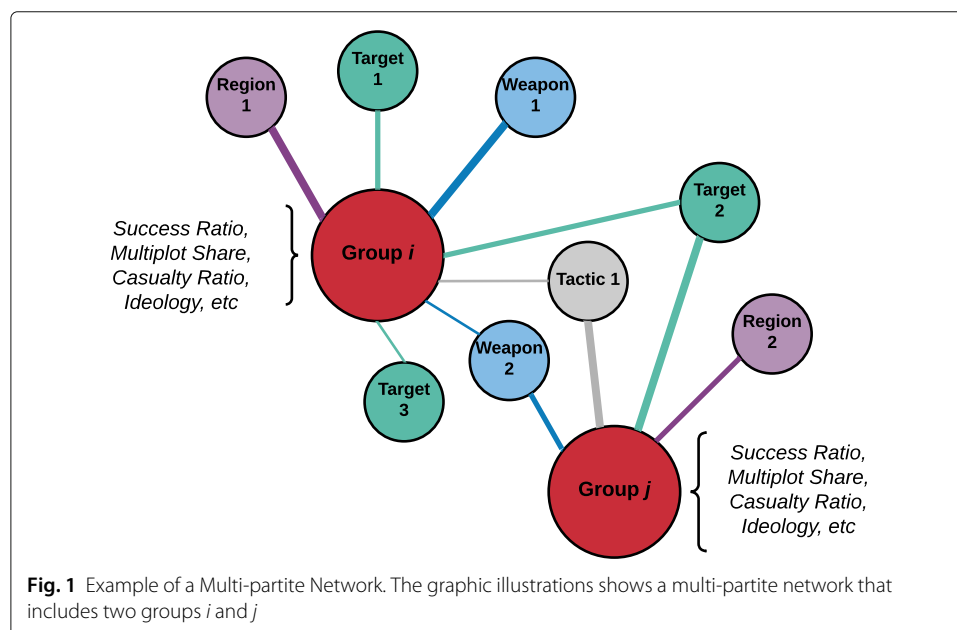 Target
1
Region
1
Weapon
1
Target
2
Success Ratio,
Multiplot Share,
Casualty Ratio,
Ideology, etc
Group i
Tactic 1
Region
2
Weapon
2
Target
3
Group j
Success Ratio,
Multiplot Share,
Casualty Ratio,
Ideology, etc
Fig. 1 Example of a Multi-partite Network. The graphic illustrations shows a multi-partite network that
includes two groups i and j